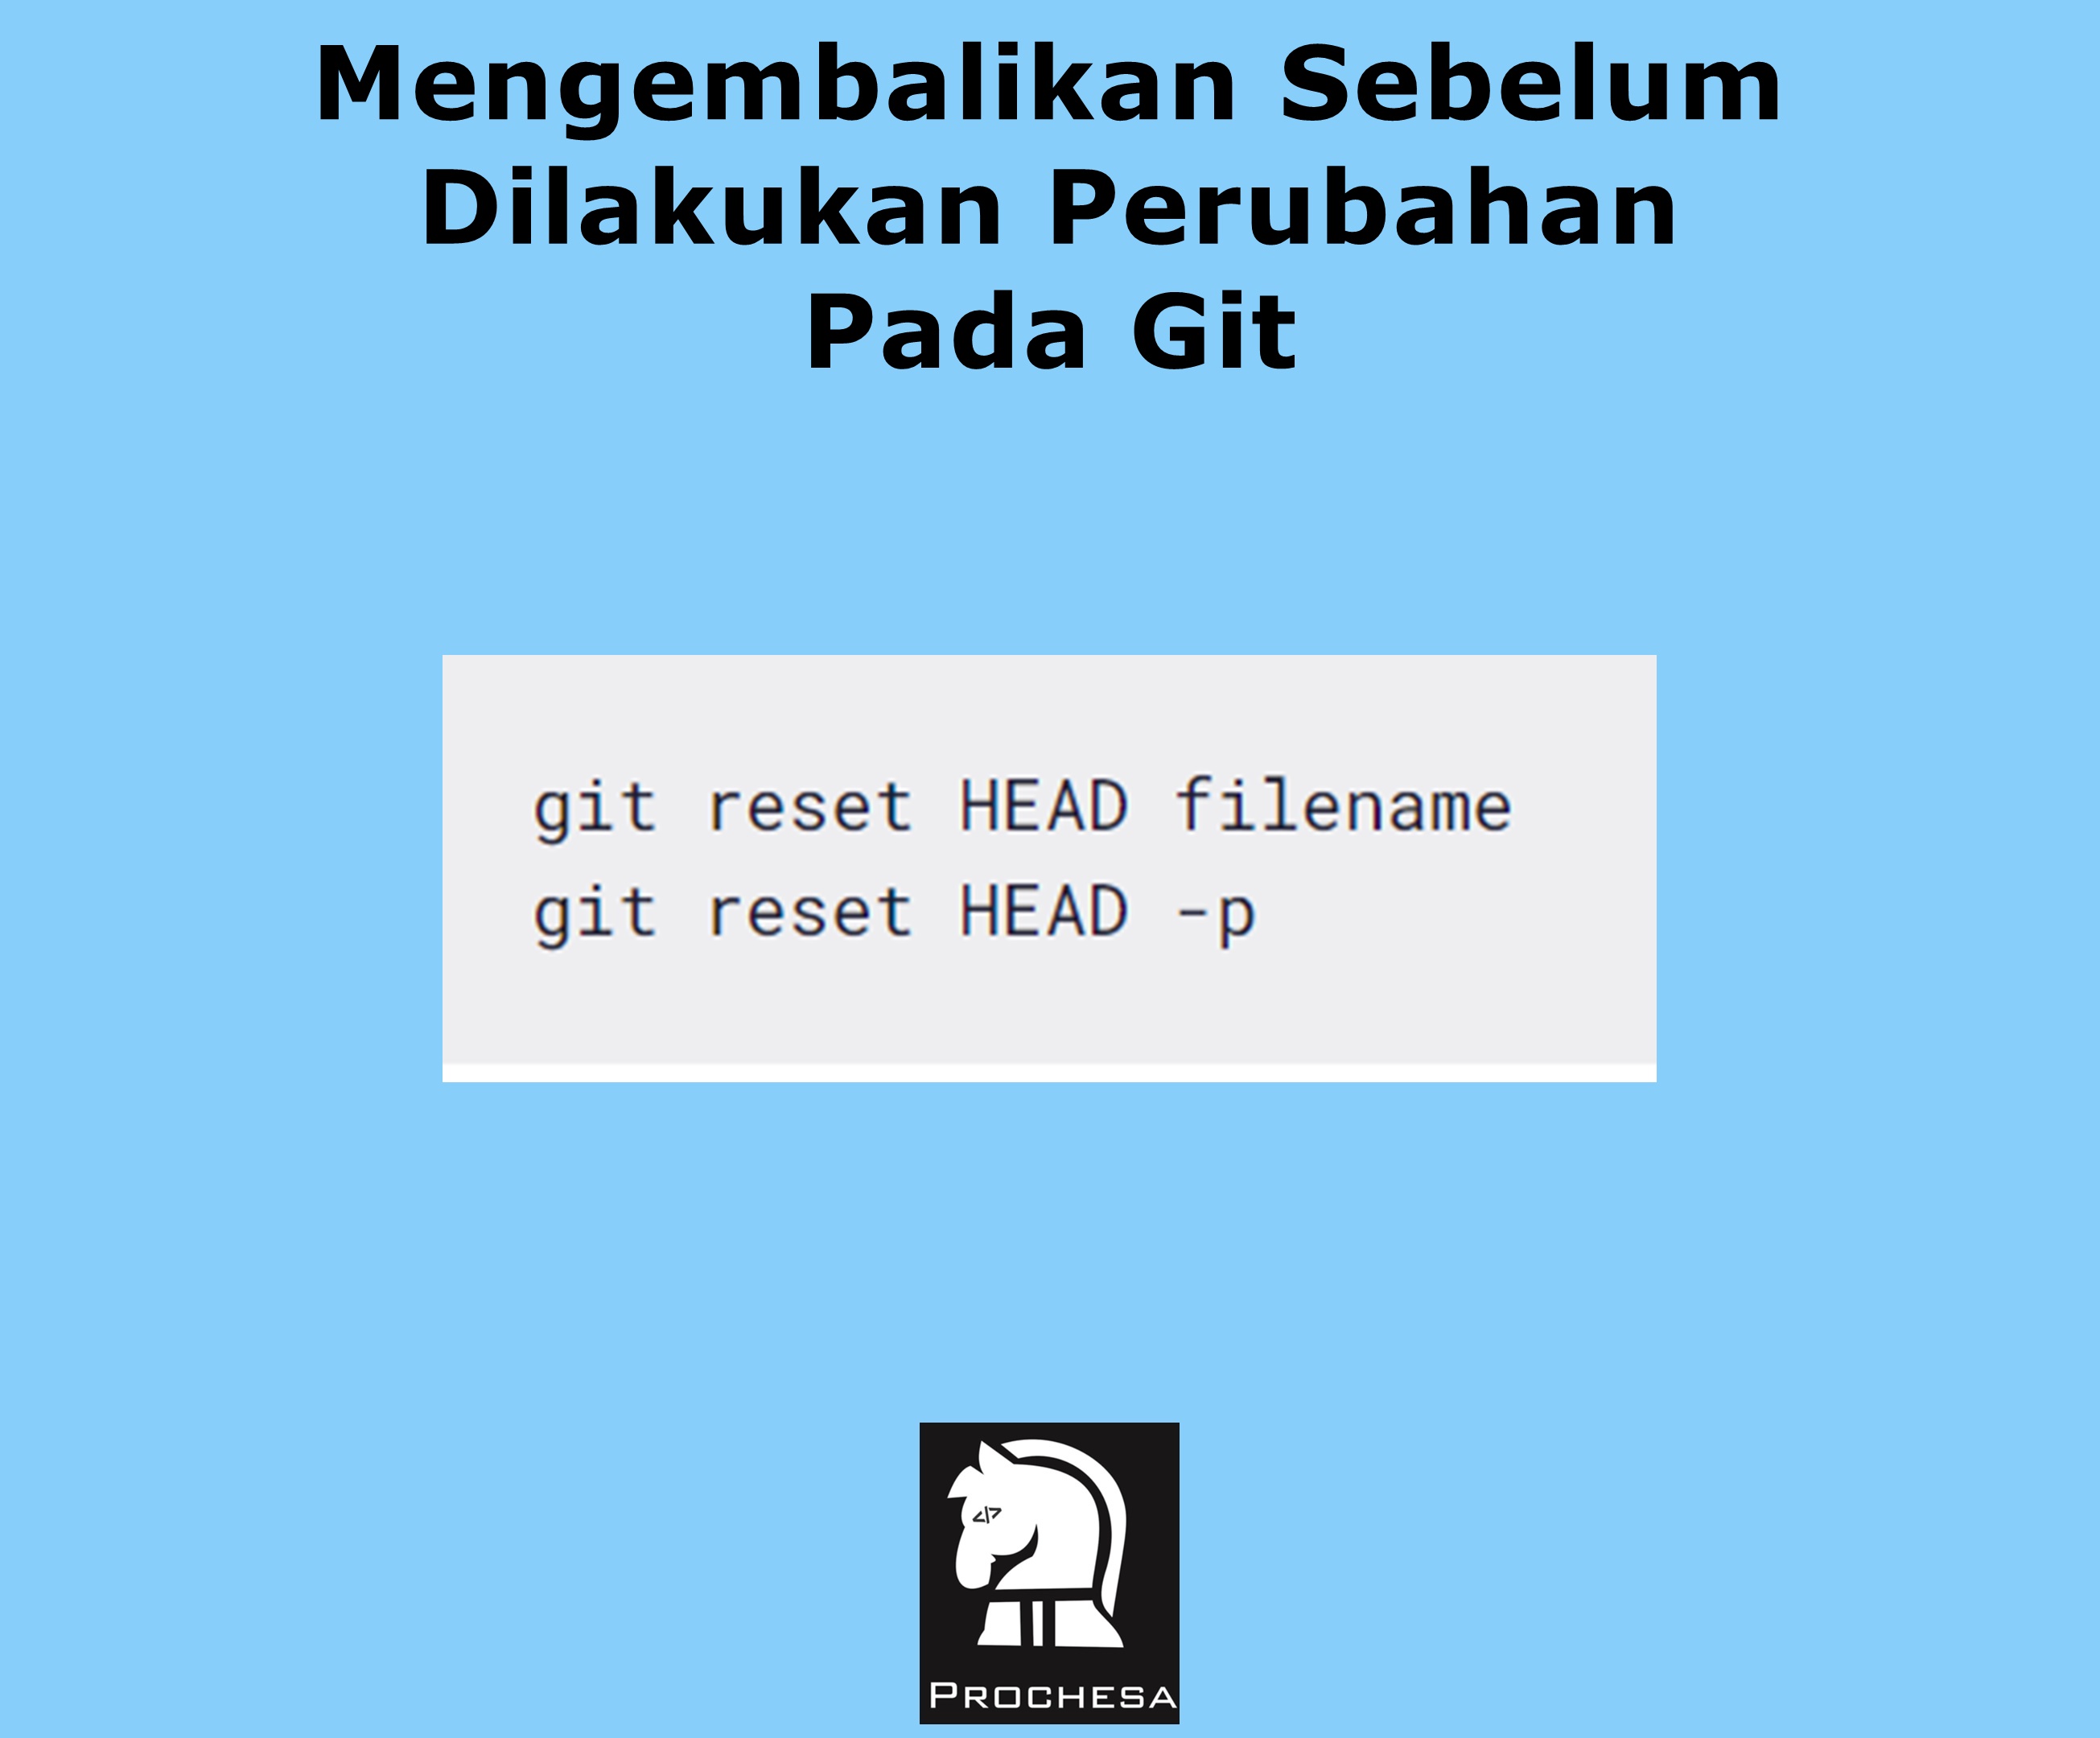 Mengembalikan Sebelum
Dilakukan Perubahan
Pada Git
git reset HEAD filename
git reset HEAD -p
</>
PROCHESA